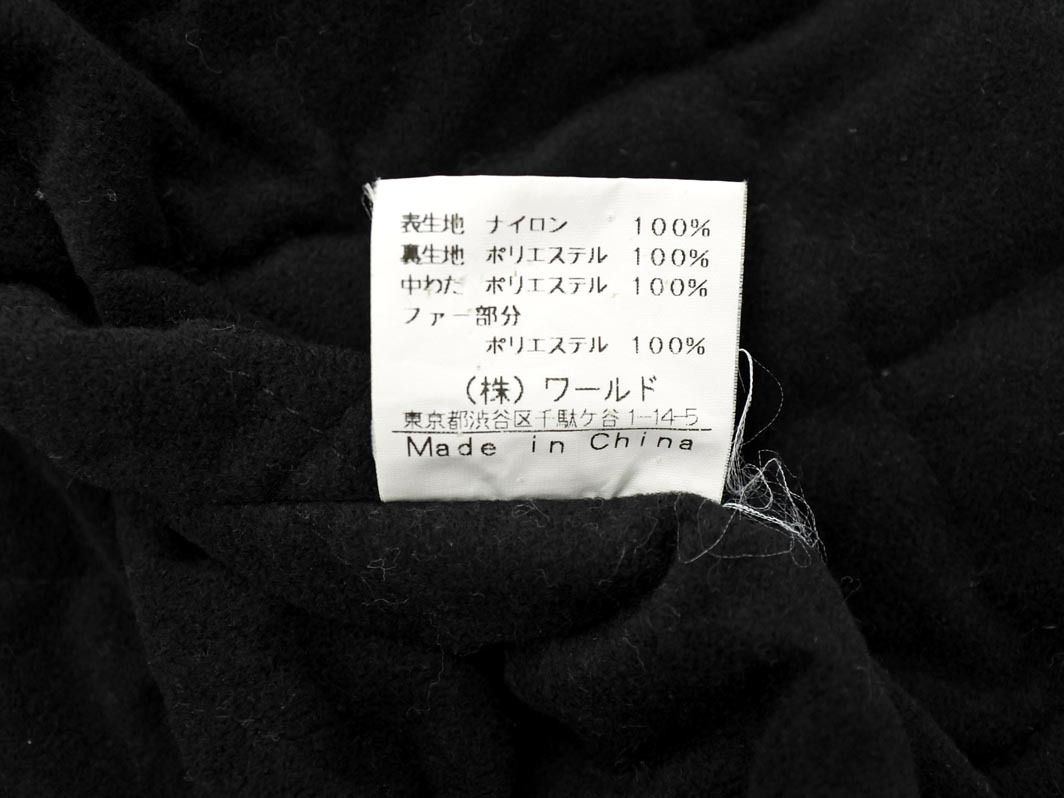 表生地 ナイロン 100%
裏生地 ポリエステル 100%
中わた ポリエステル 100%
ファー部分
ポリエステル 100%
(株)ワールド
東京都渋谷区千駄ケ谷1-14-5
Made in China